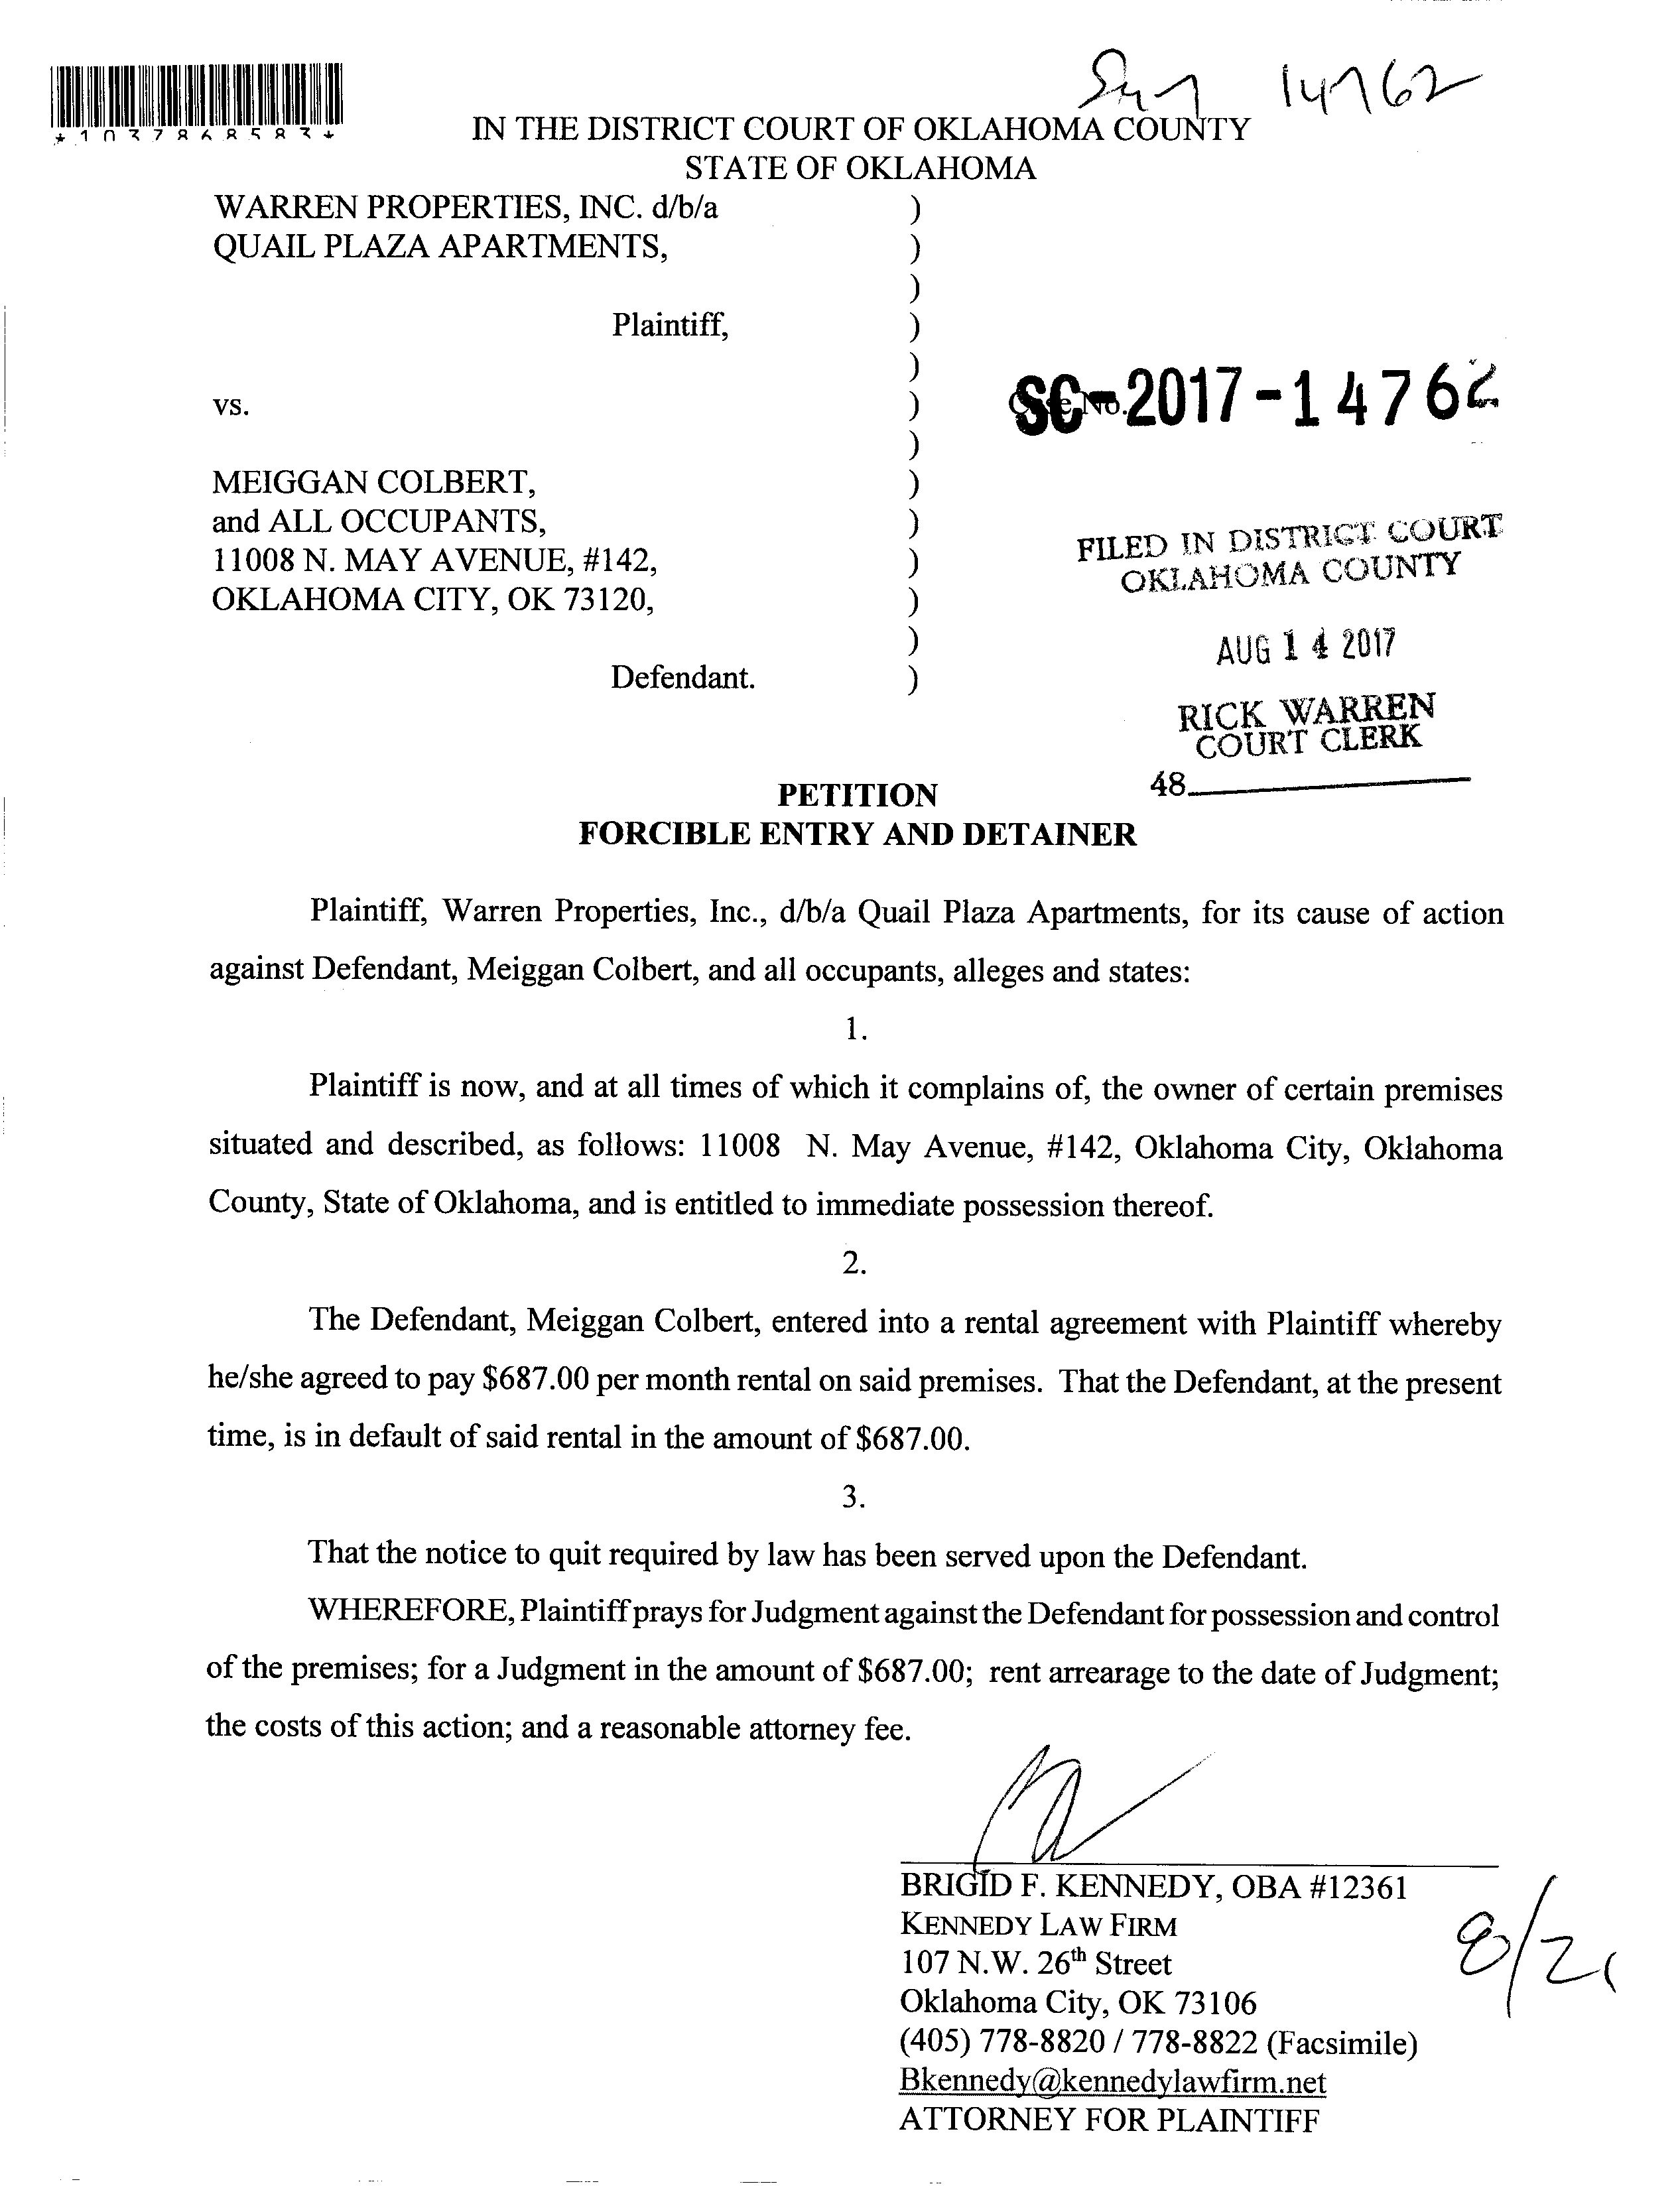 14762
*1037868583*
IN THE DISTRICT COURT OF OKLAHOMA COUNTY
STATE OF OKLAHOMA
WARREN PROPERTIES, INC. d/b/a )
QUAIL PLAZA APARTMENTS, )
)
Plaintiff, )
)
vs. ) Case No. SC-2017-14762
)
MEIGGAN COLBERT, )
and ALL OCCUPANTS, )
11008 N. MAY AVENUE, #142, )
OKLAHOMA CITY, OK 73120, )
)
Defendant. )
FILED IN DISTRICT COURT
OKLAHOMA COUNTY
AUG 14 2017
RICK WARREN
COURT CLERK
48
PETITION
FORCIBLE ENTRY AND DETAINER
Plaintiff, Warren Properties, Inc., d/b/a Quail Plaza Apartments, for its cause of action
against Defendant, Meiggan Colbert, and all occupants, alleges and states:
1.
Plaintiff is now, and at all times of which it complains of, the owner of certain premises
situated and described, as follows: 11008 N. May Avenue, #142, Oklahoma City, Oklahoma
County, State of Oklahoma, and is entitled to immediate possession thereof.
2.
The Defendant, Meiggan Colbert, entered into a rental agreement with Plaintiff whereby
he/she agreed to pay $687.00 per month rental on said premises. That the Defendant, at the present
time, is in default of said rental in the amount of $687.00.
3.
That the notice to quit required by law has been served upon the Defendant.
WHEREFORE, Plaintiff prays for Judgment against the Defendant for possession and control
of the premises; for a Judgment in the amount of $687.00; rent arrearage to the date of Judgment;
the costs of this action; and a reasonable attorney fee.
BRIGID F. KENNEDY, OBA #12361
KENNEDY LAW FIRM
107 N.W. 26th Street
Oklahoma City, OK 73106
(405) 778-8820 / 778-8822 (Facsimile)
Bkennedy@kennedylawfirm.net
ATTORNEY FOR PLAINTIFF
8/21